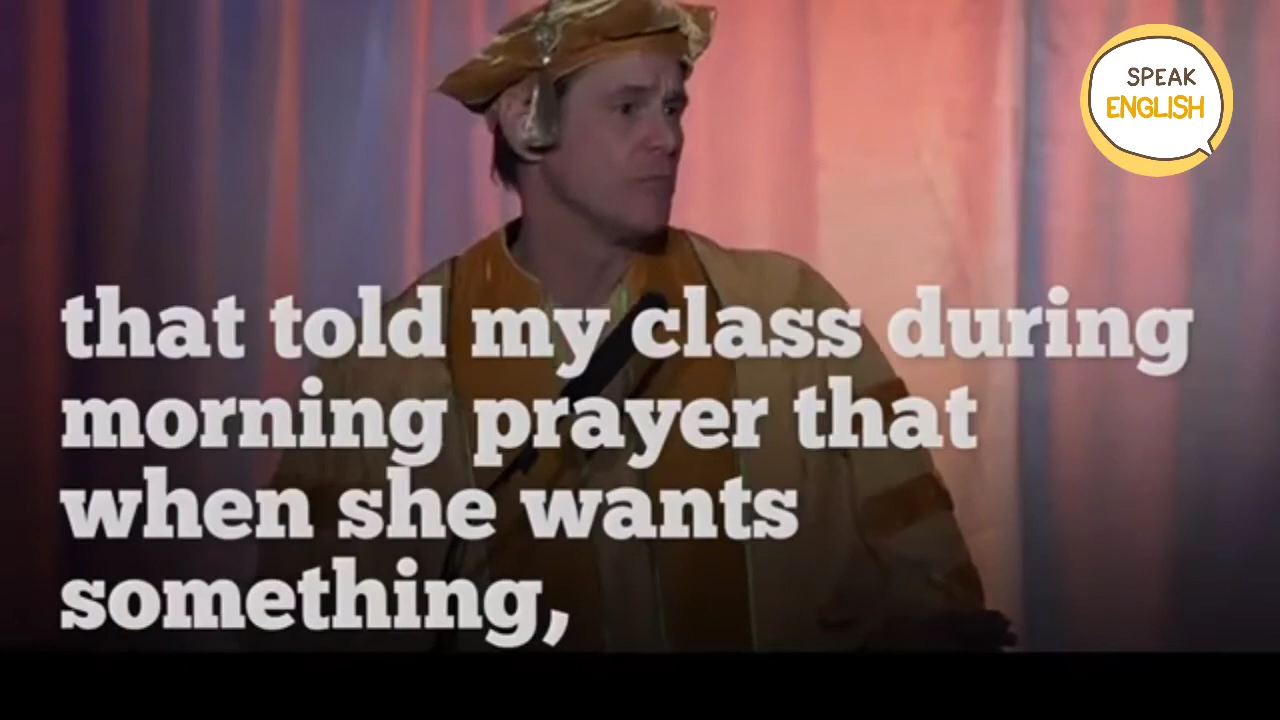 SPEAK
ENGLISH
that told my class during
morning prayer that
when she wants
something,